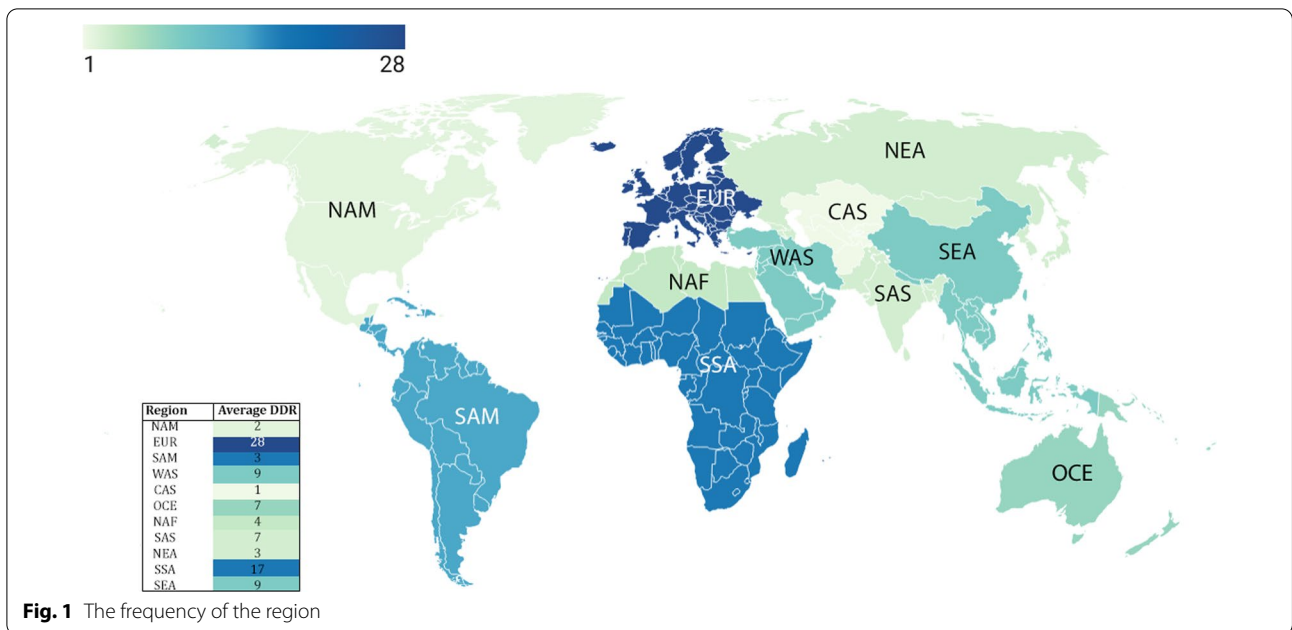 1 28
NAM
NEA
EUR
CAS
WAS
SEA
NAF
SAS
SSA
SAM
OCE
Region Average DDR
NAM 2
EUR 28
SAM 3
WAS 9
CAS 1
OCE 7
NAF 4
SAS 7
NEA 3
SSA 17
SEA 9
Fig. 1 The frequency of the region